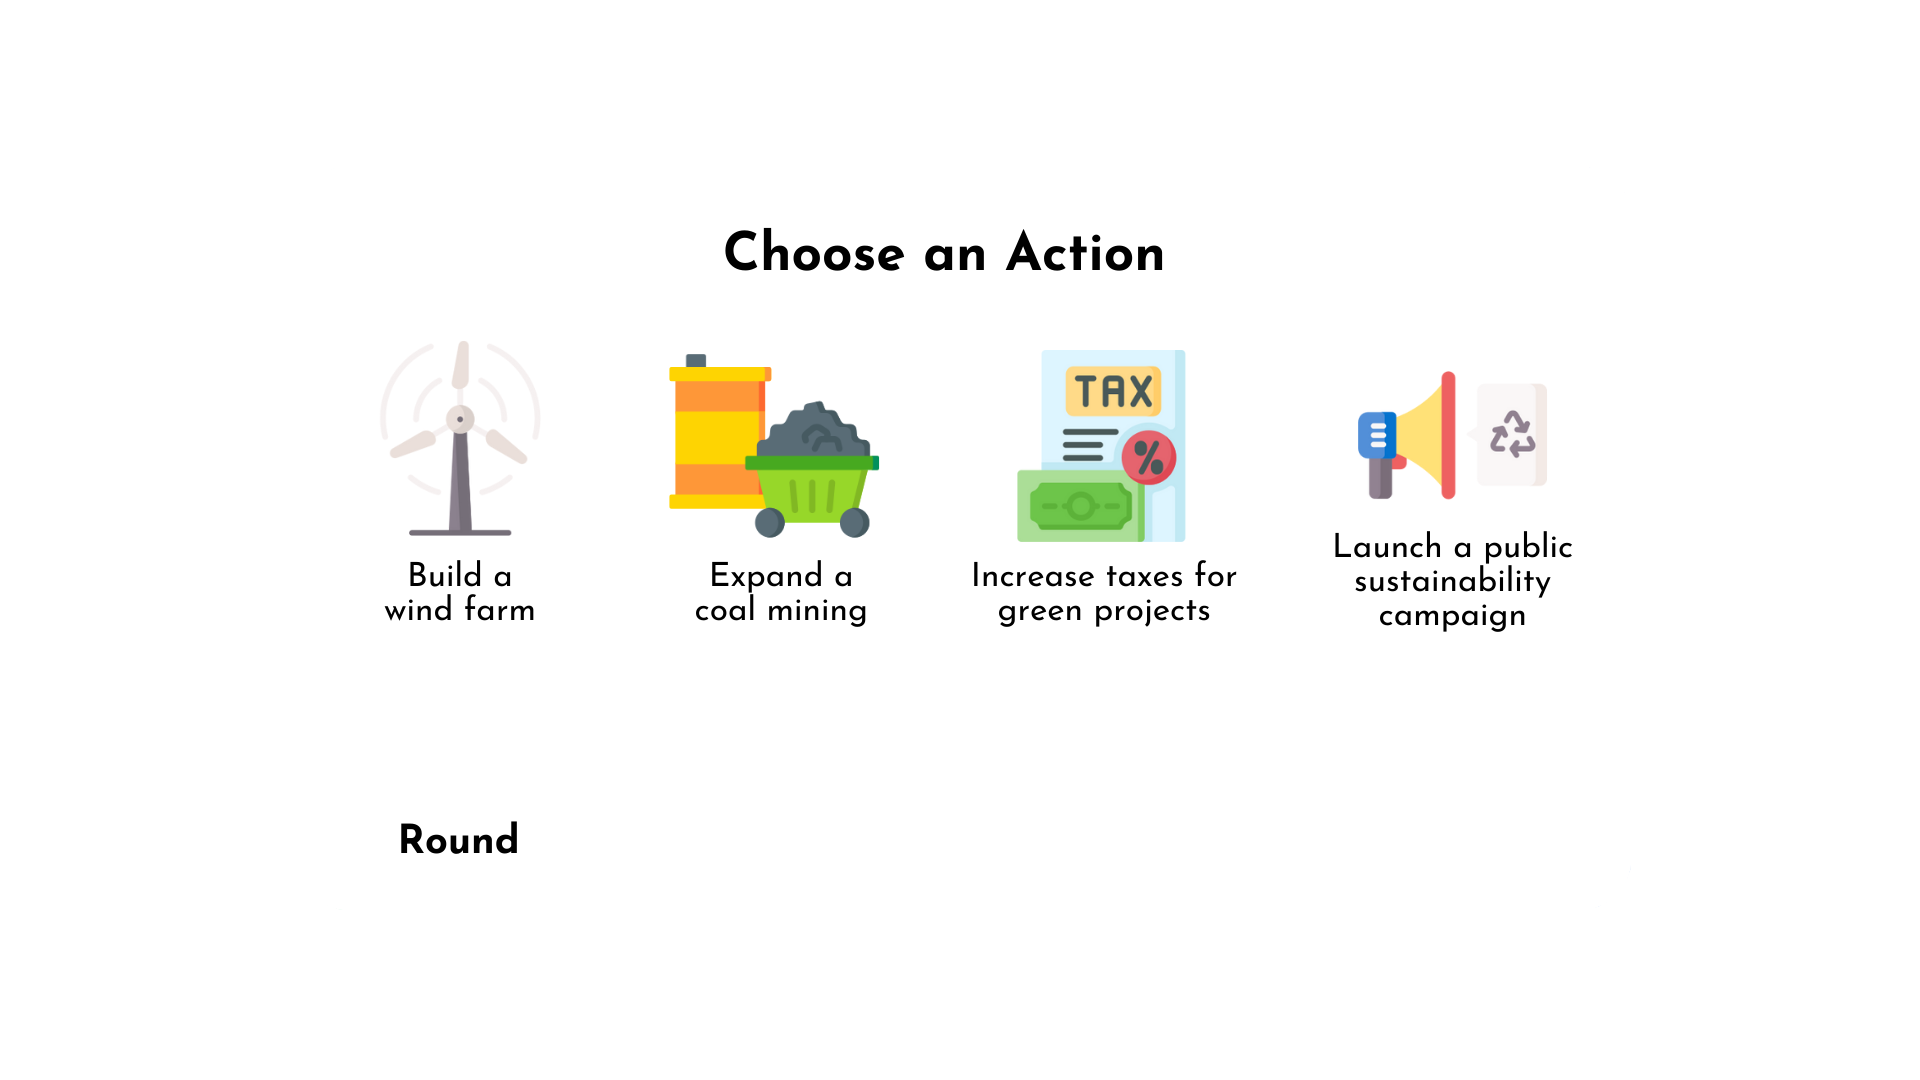 Choose an Action
TAX
%
Build a
wind farm
Expand a
coal mining
Increase taxes for
green projects
Launch a public
sustainability
campaign
Round